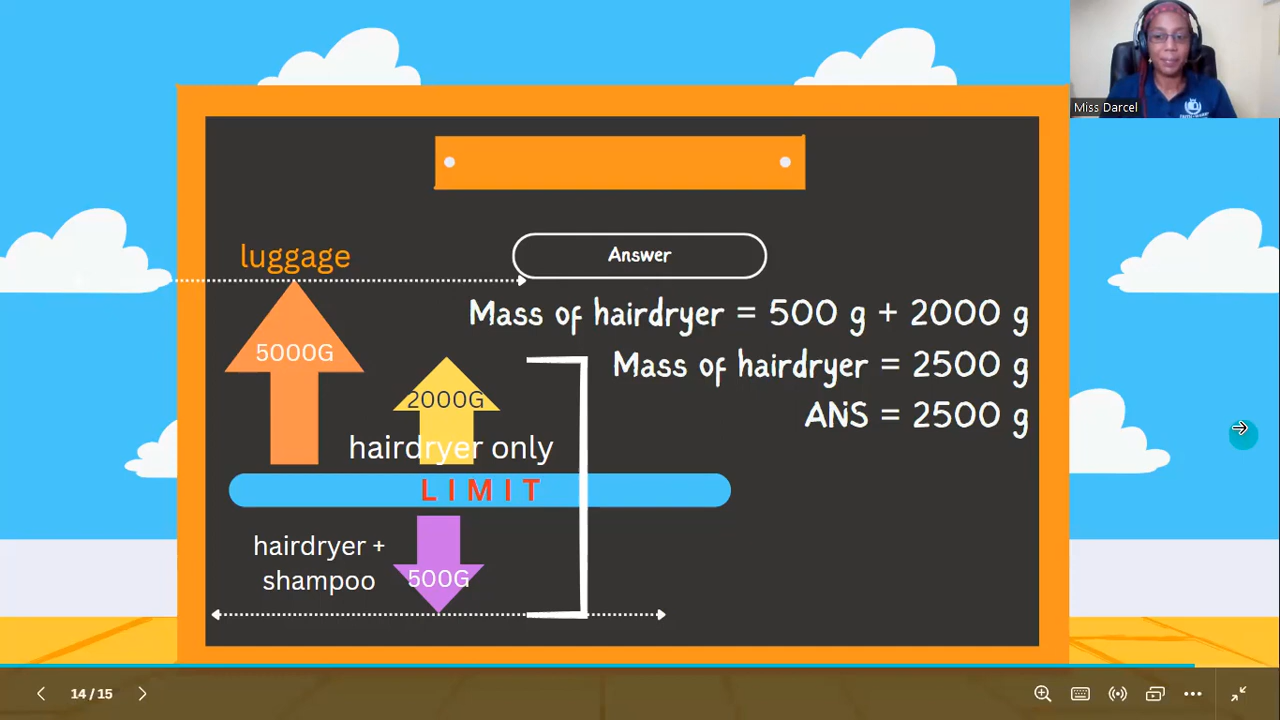 Miss Darcel
luggage
Answer
Mass of hairdryer = 500 g + 2000 g
5000G
Mass of hairdryer = 2500 g
2000G
ANS = 2500 g
hairdryer only
LIMIT
hairdryer +
shampoo
500G
14 / 15